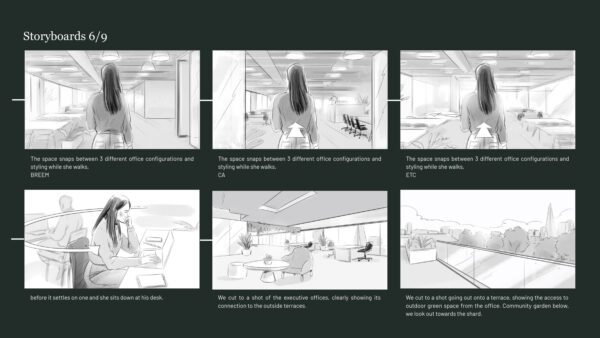 Storyboards 6/9
The space snaps between 3 different office configurations and
styling while she walks.
BREEM
The space snaps between 3 different office configurations and
styling while she walks.
CA
The space snaps between 3 different office configurations and
styling while she walks.
ETC
before it settles on one and she sits down at his desk.
We cut to a shot of the executive offices, clearly showing its
connection to the outside terraces.
We cut to a shot going out onto a terrace, showing the access to
outdoor green space from the office. Community garden below,
we look out towards the shard.